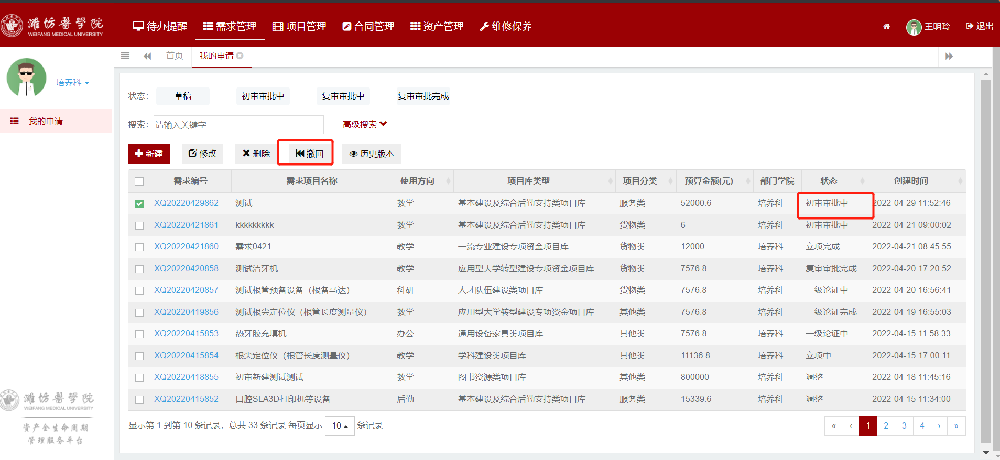 濰坊醫學院
WEIFANG MEDICAL UNIVERSITY
待办提醒 需求管理 项目管理 合同管理 资产管理 维修保养 王明玲 退出
首页 我的申请
培养科
我的申请
状态： 草稿 初审审批中 复审审批中 复审审批完成
搜索： 请输入关键字 高级搜索
新建 修改 删除 撤回 历史版本
需求编号 需求项目名称 使用方向 项目库类型 项目分类 预算金额(元) 部门学院 状态 创建时间
XQ20220429862 测试 教学 基本建设及综合后勤支持类项目库 服务类 52000.6 培养科 初审审批中 2022-04-29 11:52:46
XQ20220421861 kkkkkkkkk 教学 基本建设及综合后勤支持类项目库 货物类 6 培养科 初审审批中 2022-04-21 09:00:02
XQ20220421860 需求0421 教学 一流专业建设专项资金项目库 货物类 12000 培养科 立项完成 2022-04-21 08:45:55
XQ20220420858 测试洁牙机 教学 应用型大学转型建设专项资金项目库 货物类 7576.8 培养科 复审审批完成 2022-04-20 17:20:52
XQ20220420857 测试根管预备设备（根备马达） 科研 人才队伍建设类项目库 货物类 7576.8 培养科 一级论证中 2022-04-20 16:56:41
XQ20220419856 测试根尖定位仪（根管长度测量仪） 教学 应用型大学转型建设专项资金项目库 其他类 7576.8 培养科 一级论证完成 2022-04-19 16:55:03
XQ20220415853 热牙胶充填机 办公 通用设备家具类项目库 其他类 7576.8 培养科 一级论证中 2022-04-15 11:58:33
XQ20220415854 根尖定位仪（根管长度测量仪） 教学 学科建设类项目库 其他类 11136.8 培养科 立项中 2022-04-15 17:00:11
XQ20220418855 初审新建测试测试 教学 图书资源类项目库 其他类 800000 培养科 调整 2022-04-18 11:45:16
XQ20220415852 口腔SLA3D打印机等设备 后勤 基本建设及综合后勤支持类项目库 服务类 15339.6 培养科 调整 2022-04-15 11:34:00
显示第 1 到第 10 条记录，总共 33 条记录 每页显示 10 条记录
« ‹ 1 2 3 4 › »
濰坊醫學院
WEIFANG MEDICAL UNIVERSITY
资产全生命周期
管理服务平台